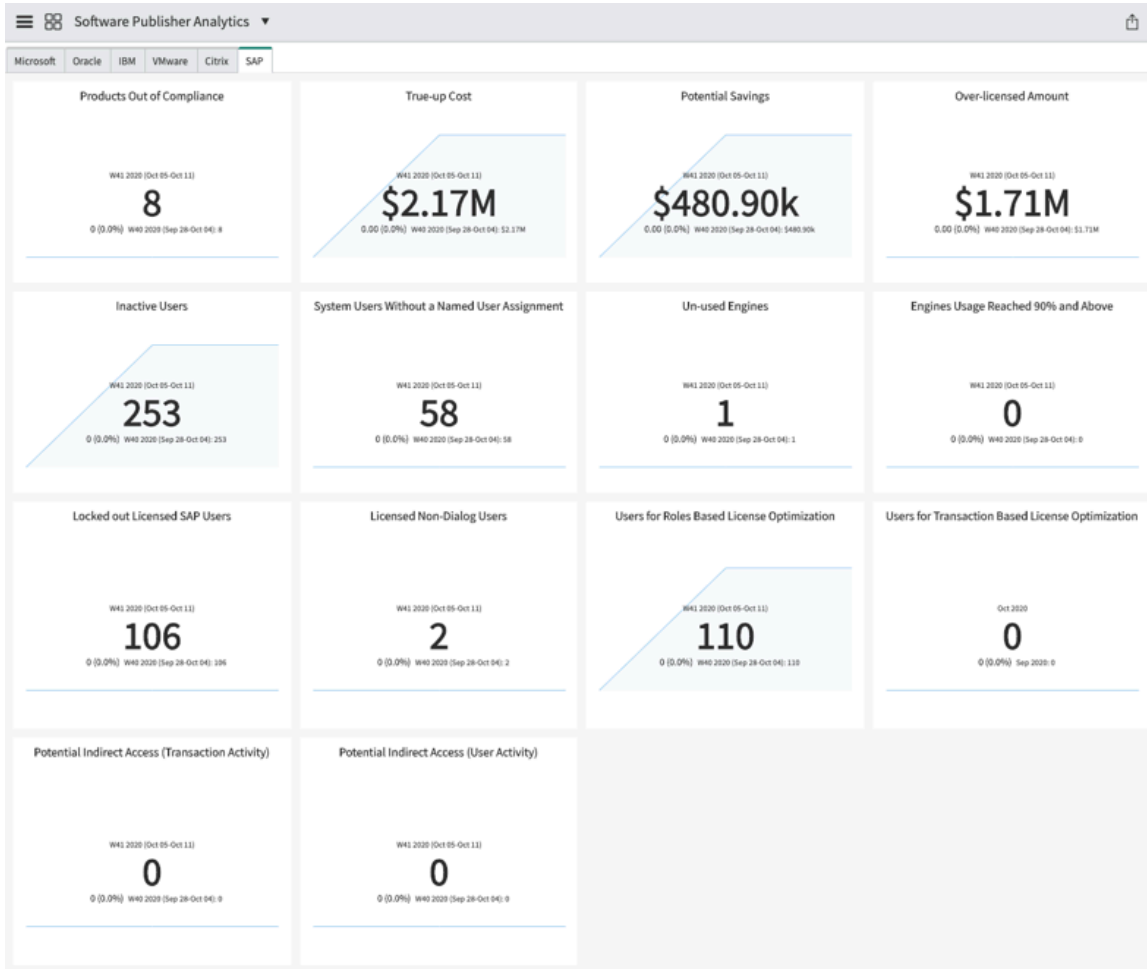 Software Publisher Analytics ▼
Microsoft Oracle IBM VMware Citrix SAP
Products Out of Compliance
W41 2020 (Oct 05-Oct 11)
8
0 (0.0%) W40 2020 (Sep 28-Oct 04): 8
True-up Cost
W41 2020 (Oct 05-Oct 11)
$2.17M
0.00 (0.0%) W40 2020 (Sep 28-Oct 04): $2.17M
Potential Savings
W41 2020 (Oct 05-Oct 11)
$480.90k
0.00 (0.0%) W40 2020 (Sep 28-Oct 04): $480.90k
Over-licensed Amount
W41 2020 (Oct 05-Oct 11)
$1.71M
0.00 (0.0%) W40 2020 (Sep 28-Oct 04): $1.71M
Inactive Users
W41 2020 (Oct 05-Oct 11)
253
0 (0.0%) W40 2020 (Sep 28-Oct 04): 253
System Users Without a Named User Assignment
W41 2020 (Oct 05-Oct 11)
58
0 (0.0%) W40 2020 (Sep 28-Oct 04): 58
Un-used Engines
W41 2020 (Oct 05-Oct 11)
1
0 (0.0%) W40 2020 (Sep 28-Oct 04): 1
Engines Usage Reached 90% and Above
W41 2020 (Oct 05-Oct 11)
0
0 (0.0%) W40 2020 (Sep 28-Oct 04): 0
Locked out Licensed SAP Users
W41 2020 (Oct 05-Oct 11)
106
0 (0.0%) W40 2020 (Sep 28-Oct 04): 106
Licensed Non-Dialog Users
W41 2020 (Oct 05-Oct 11)
2
0 (0.0%) W40 2020 (Sep 28-Oct 04): 2
Users for Roles Based License Optimization
W41 2020 (Oct 05-Oct 11)
110
0 (0.0%) W40 2020 (Sep 28-Oct 04): 110
Users for Transaction Based License Optimization
Oct 2020
0
0 (0.0%) Sep 2020: 0
Potential Indirect Access (Transaction Activity)
W41 2020 (Oct 05-Oct 11)
0
0 (0.0%) W40 2020 (Sep 28-Oct 04): 0
Potential Indirect Access (User Activity)
W41 2020 (Oct 05-Oct 11)
0
0 (0.0%) W40 2020 (Sep 28-Oct 04): 0